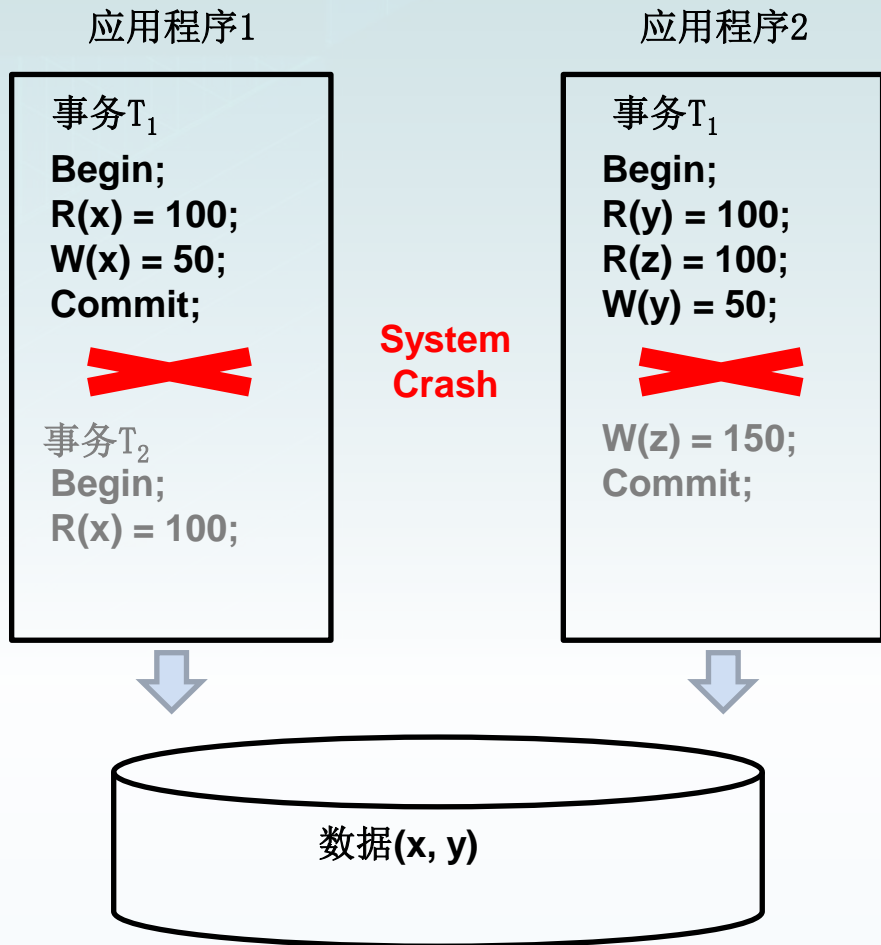 应用程序1
事务T₁
Begin;
R(x) = 100;
W(x) = 50;
Commit;
事务T₂
Begin;
R(x) = 100;
System
Crash
应用程序2
事务T₁
Begin;
R(y) = 100;
R(z) = 100;
W(y) = 50;
W(z) = 150;
Commit;
数据(x, y)